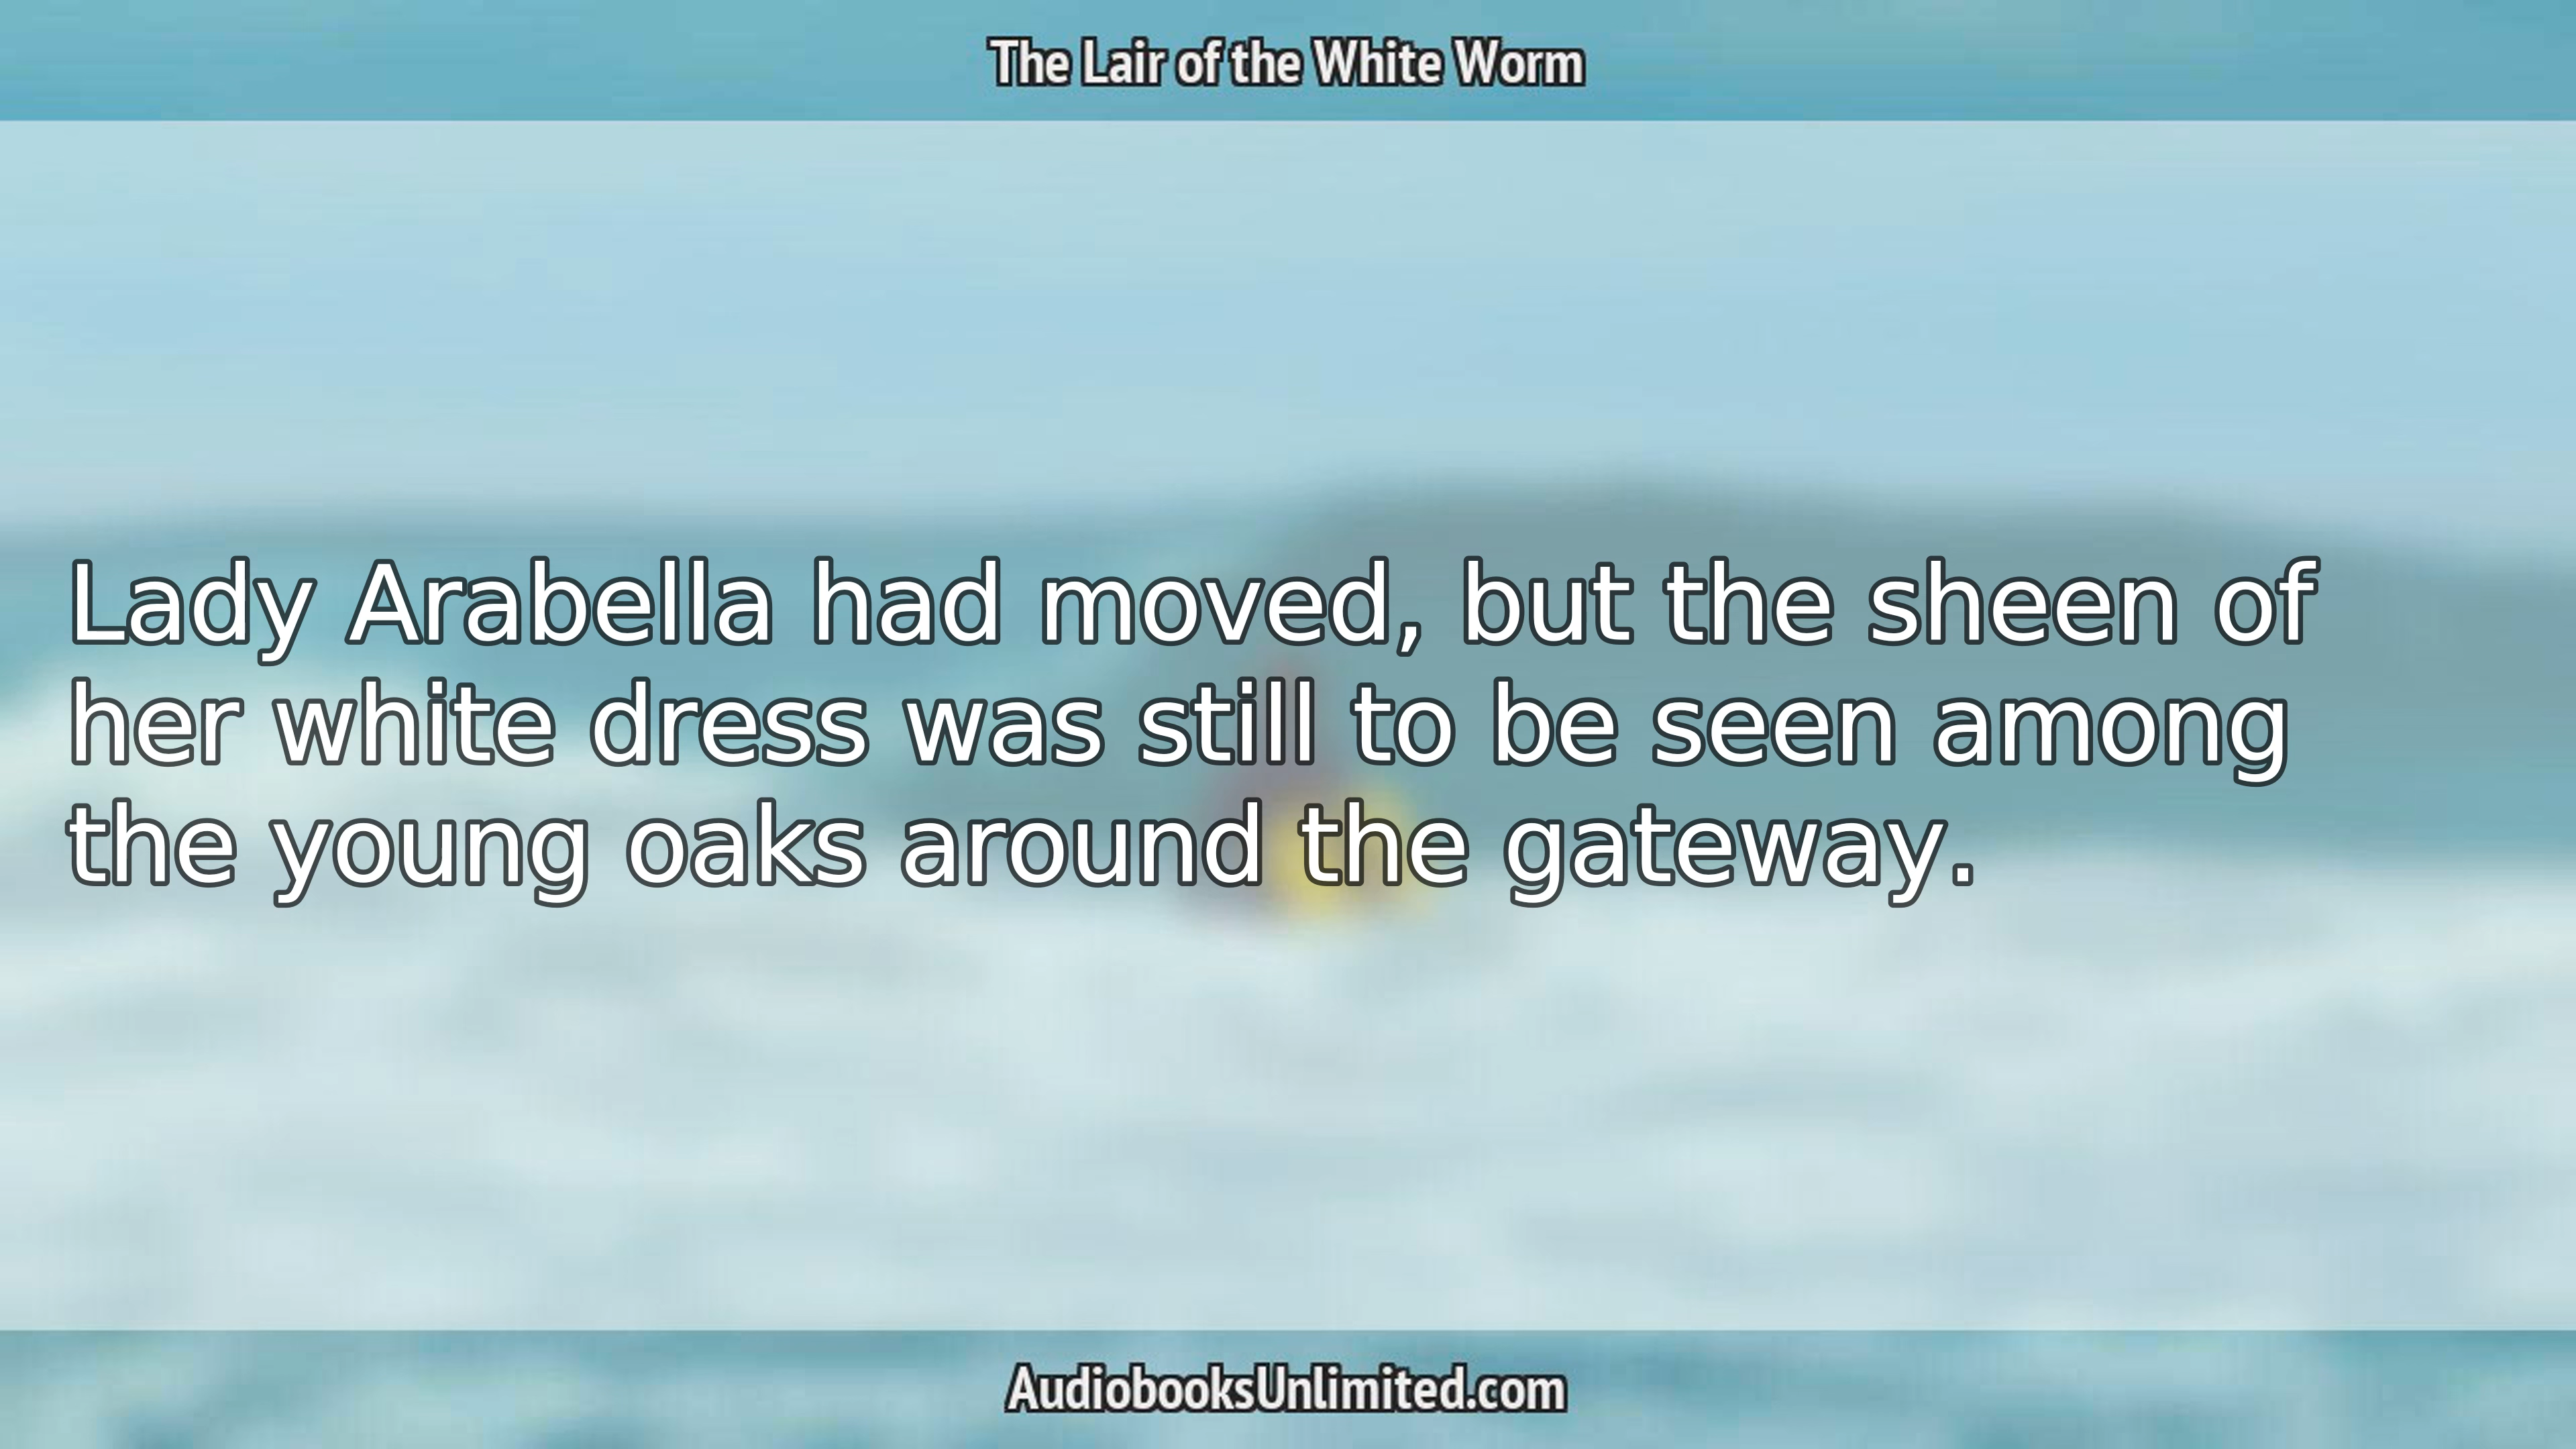 The Lair of the White Worm
Lady Arabella had moved, but the sheen of
her white dress was still to be seen among
the young oaks around the gateway.
AudiobooksUnlimited.com